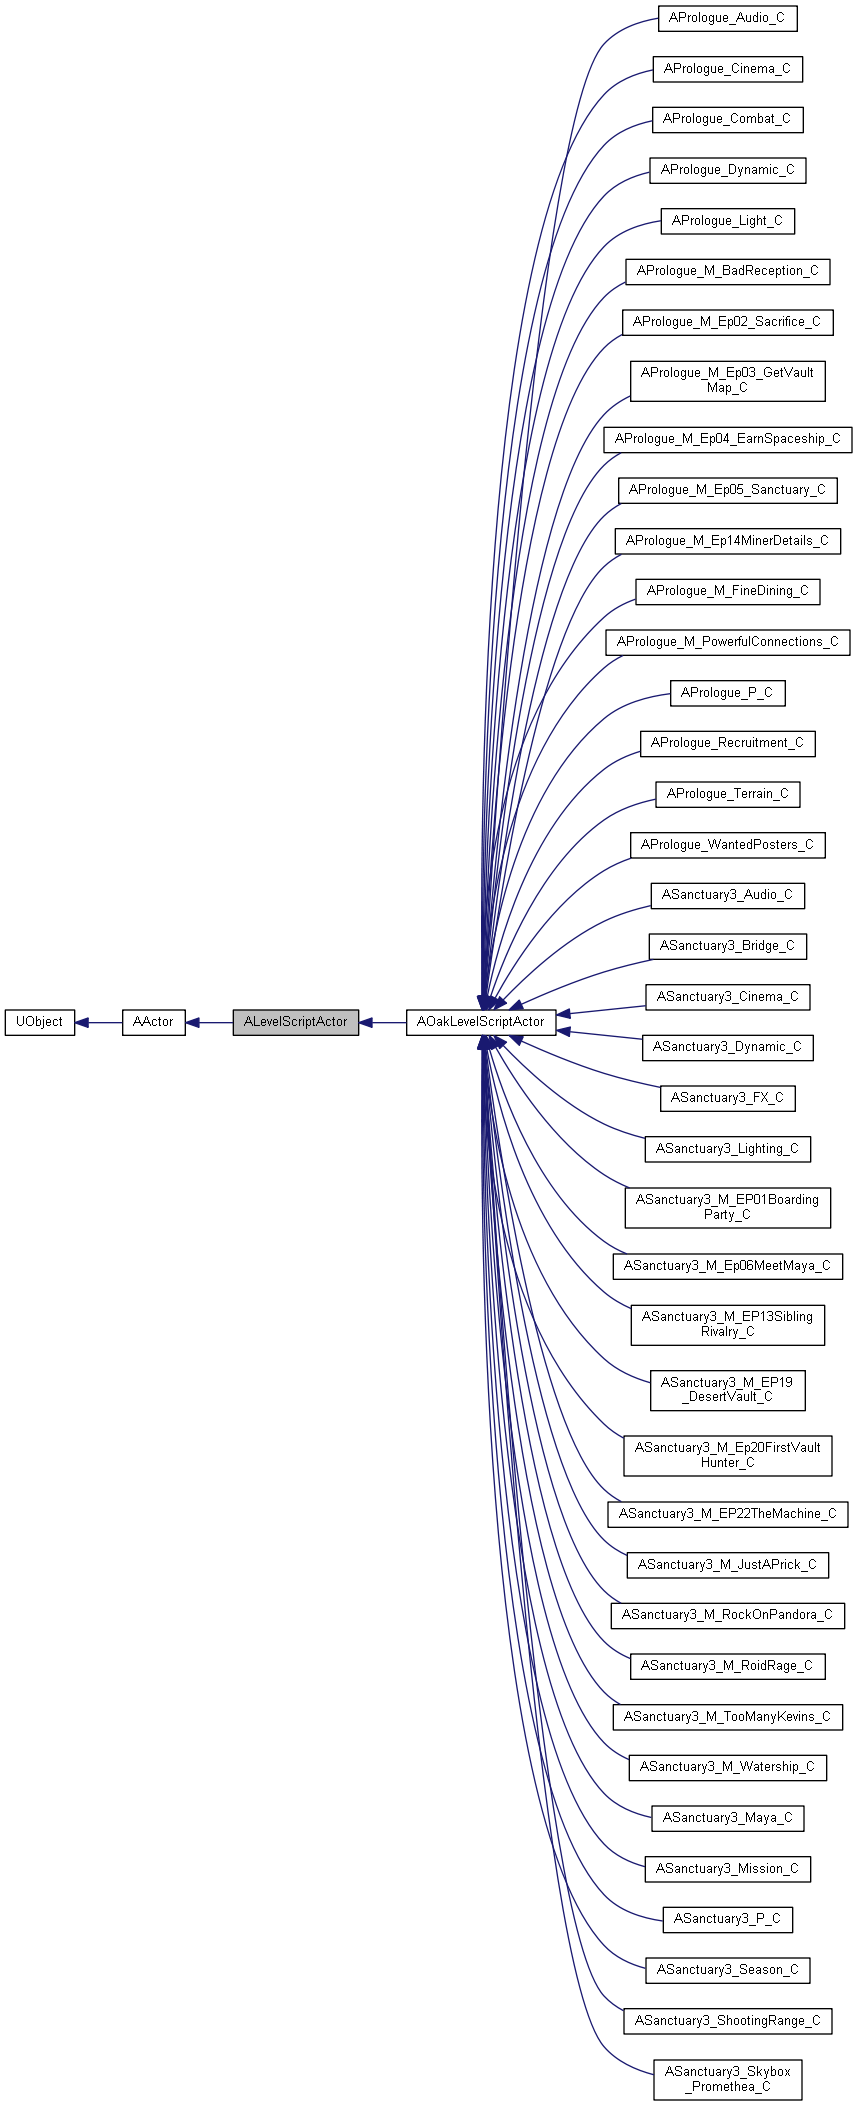 APrologue_Audio_C
APrologue_Cinema_C
APrologue_Combat_C
APrologue_Dynamic_C
APrologue_Light_C
APrologue_M_BadReception_C
APrologue_M_Ep02_Sacrifice_C
APrologue_M_Ep03_GetVault
Map_C
APrologue_M_Ep04_EarnSpaceship_C
APrologue_M_Ep05_Sanctuary_C
APrologue_M_Ep14MinerDetails_C
APrologue_M_FineDining_C
APrologue_M_PowerfulConnections_C
APrologue_P_C
APrologue_Recruitment_C
APrologue_Terrain_C
APrologue_WantedPosters_C
ASanctuary3_Audio_C
ASanctuary3_Bridge_C
ASanctuary3_Cinema_C
UObject
AActor
ALevelScriptActor
AOakLevelScriptActor
ASanctuary3_Dynamic_C
ASanctuary3_FX_C
ASanctuary3_Lighting_C
ASanctuary3_M_EP01Boarding
Party_C
ASanctuary3_M_Ep06MeetMaya_C
ASanctuary3_M_EP13Sibling
Rivalry_C
ASanctuary3_M_EP19
_DesertVault_C
ASanctuary3_M_Ep20FirstVault
Hunter_C
ASanctuary3_M_EP22TheMachine_C
ASanctuary3_M_JustAPrick_C
ASanctuary3_M_RockOnPandora_C
ASanctuary3_M_RoidRage_C
ASanctuary3_M_TooManyKevins_C
ASanctuary3_M_Watership_C
ASanctuary3_Maya_C
ASanctuary3_Mission_C
ASanctuary3_P_C
ASanctuary3_Season_C
ASanctuary3_ShootingRange_C
ASanctuary3_Skybox
_Promethea_C